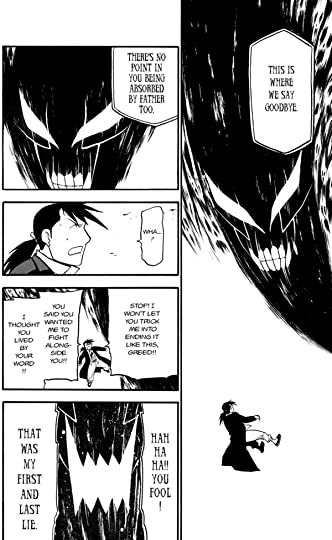 THIS IS
WHERE
WE SAY
GOODBYE.
THERE'S NO
POINT IN
YOU BEING
ABSORBED
BY FATHER
TOO.
WHA...
?
STOP! I
WON'T LET
YOU TRICK
ME INTO
ENDING IT
LIKE THIS,
GREED!!
YOU
SAID YOU
WANTED
ME TO
FIGHT
ALONG-
SIDE
YOU!!
I
THOUGHT
YOU
LIVED
BY YOUR
WORD!!
HAH
HA
HA!!
YOU
FOOL
!
THAT
WAS
MY
FIRST
AND
LAST
LIE.